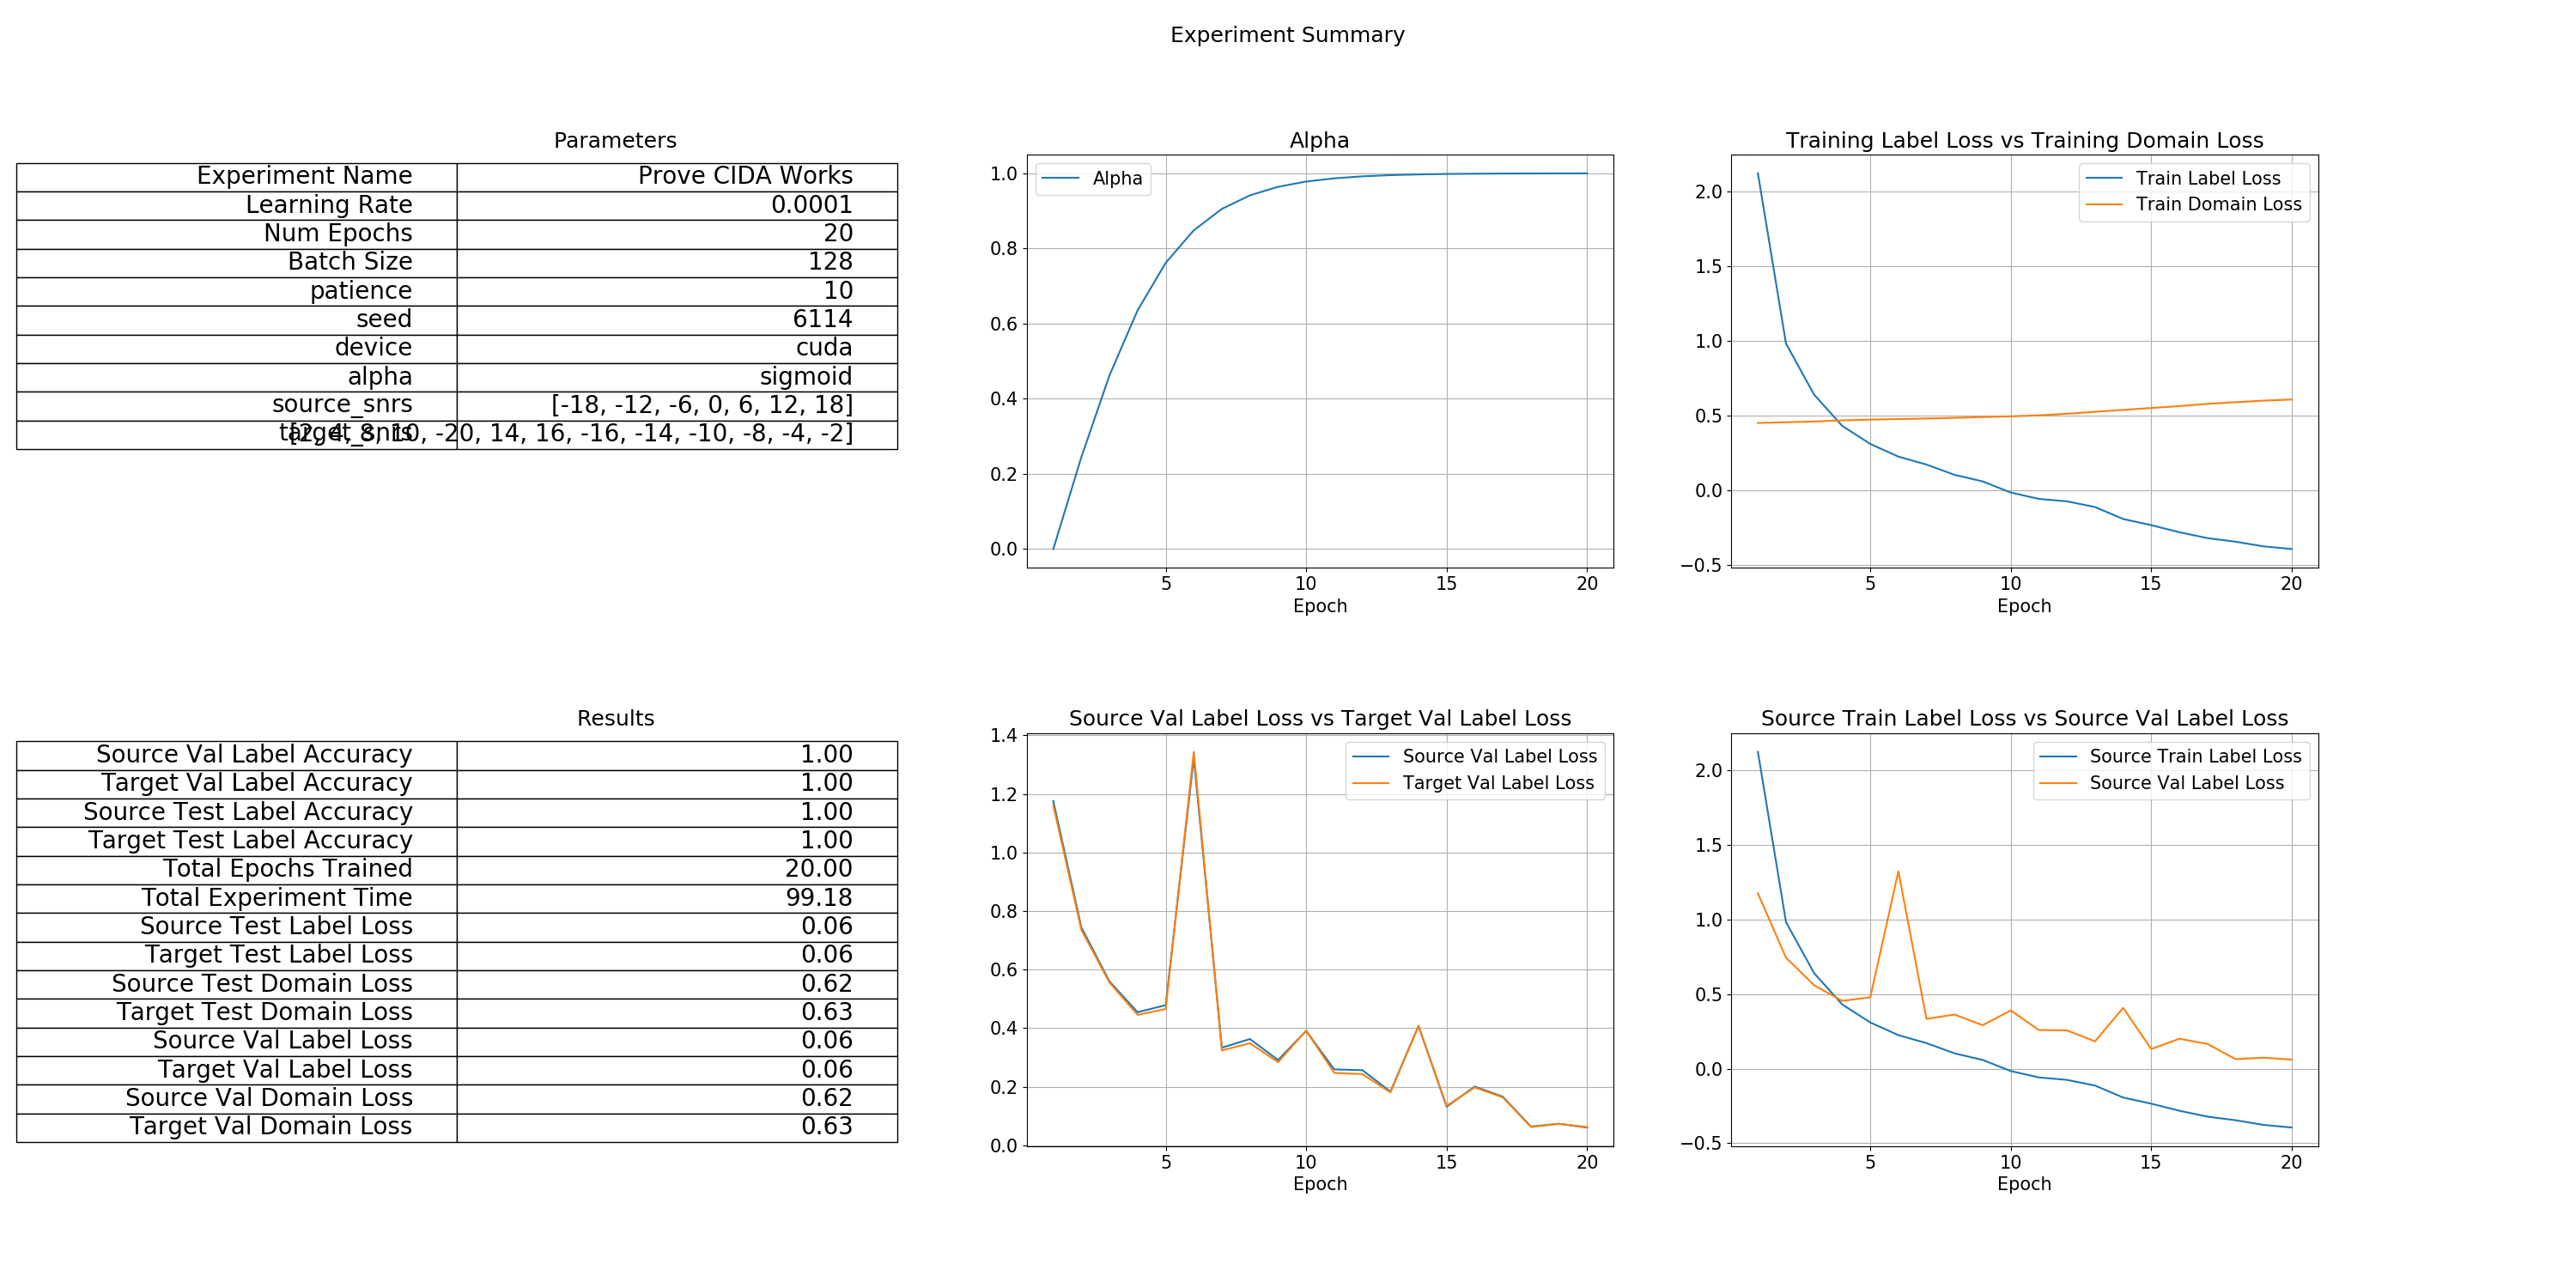 Experiment Summary
Parameters
Experiment Name Prove CIDA Works
Learning Rate 0.0001
Num Epochs 20
Batch Size 128
patience 10
seed 6114
device cuda
alpha sigmoid
source_snrs [-18, -12, -6, 0, 6, 12, 18]
target_snrs [2, 4, 8, 10, -20, 14, 16, -16, -14, -10, -8, -4, -2]
Alpha
Alpha
1.0
0.8
0.6
0.4
0.2
0.0
5 10 15 20
Epoch
Training Label Loss vs Training Domain Loss
Train Label Loss
Train Domain Loss
2.0
1.5
1.0
0.5
0.0
−0.5
5 10 15 20
Epoch
Results
Source Val Label Accuracy 1.00
Target Val Label Accuracy 1.00
Source Test Label Accuracy 1.00
Target Test Label Accuracy 1.00
Total Epochs Trained 20.00
Total Experiment Time 99.18
Source Test Label Loss 0.06
Target Test Label Loss 0.06
Source Test Domain Loss 0.62
Target Test Domain Loss 0.63
Source Val Label Loss 0.06
Target Val Label Loss 0.06
Source Val Domain Loss 0.62
Target Val Domain Loss 0.63
Source Val Label Loss vs Target Val Label Loss
Source Val Label Loss
Target Val Label Loss
1.4
1.2
1.0
0.8
0.6
0.4
0.2
0.0
5 10 15 20
Epoch
Source Train Label Loss vs Source Val Label Loss
Source Train Label Loss
Source Val Label Loss
2.0
1.5
1.0
0.5
0.0
−0.5
5 10 15 20
Epoch